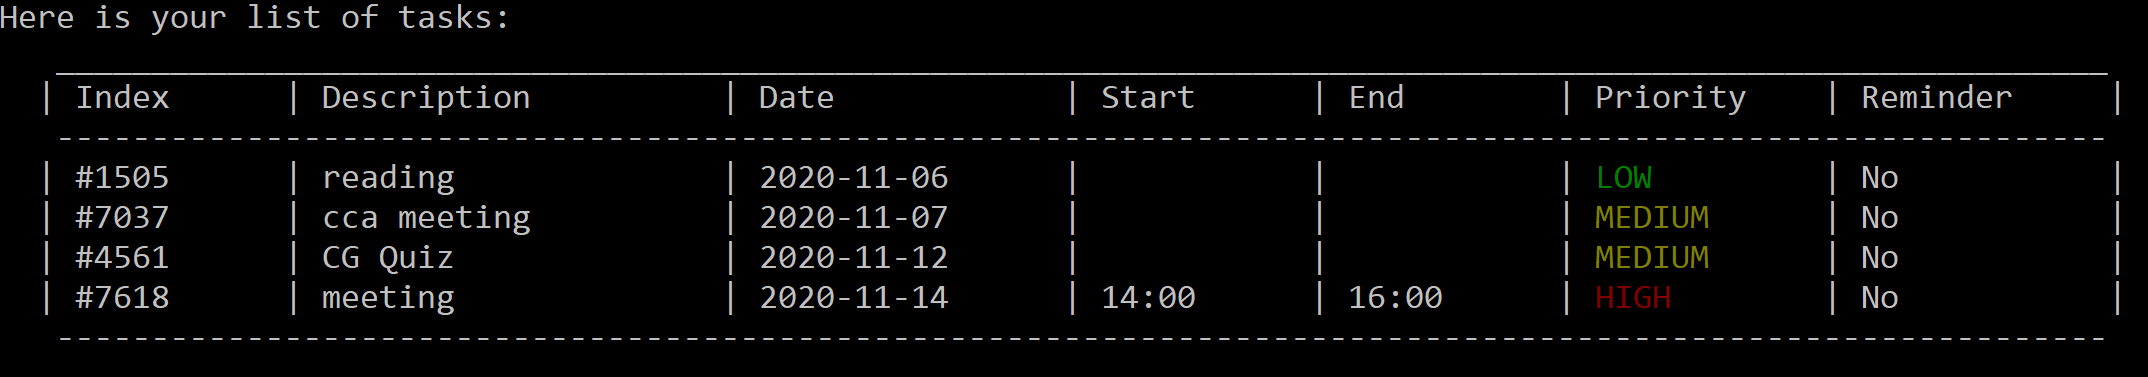 Here is your list of tasks:
| Index | Description | Date | Start | End | Priority | Reminder |
| #1505 | reading | 2020-11-06 | | | LOW | No |
| #7037 | cca meeting | 2020-11-07 | | | MEDIUM | No |
| #4561 | CG Quiz | 2020-11-12 | | | MEDIUM | No |
| #7618 | meeting | 2020-11-14 | 14:00 | 16:00 | HIGH | No |